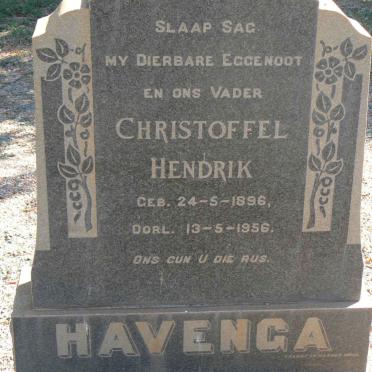 SLAAP SAG
MY DIERBARE EGGENOOT
EN ONS VADER
CHRISTOFFEL
HENDRIK
GEB. 24-5-1896,
OORL. 13-5-1956.
ONS GUN U DIE RUS.
HAVENGA